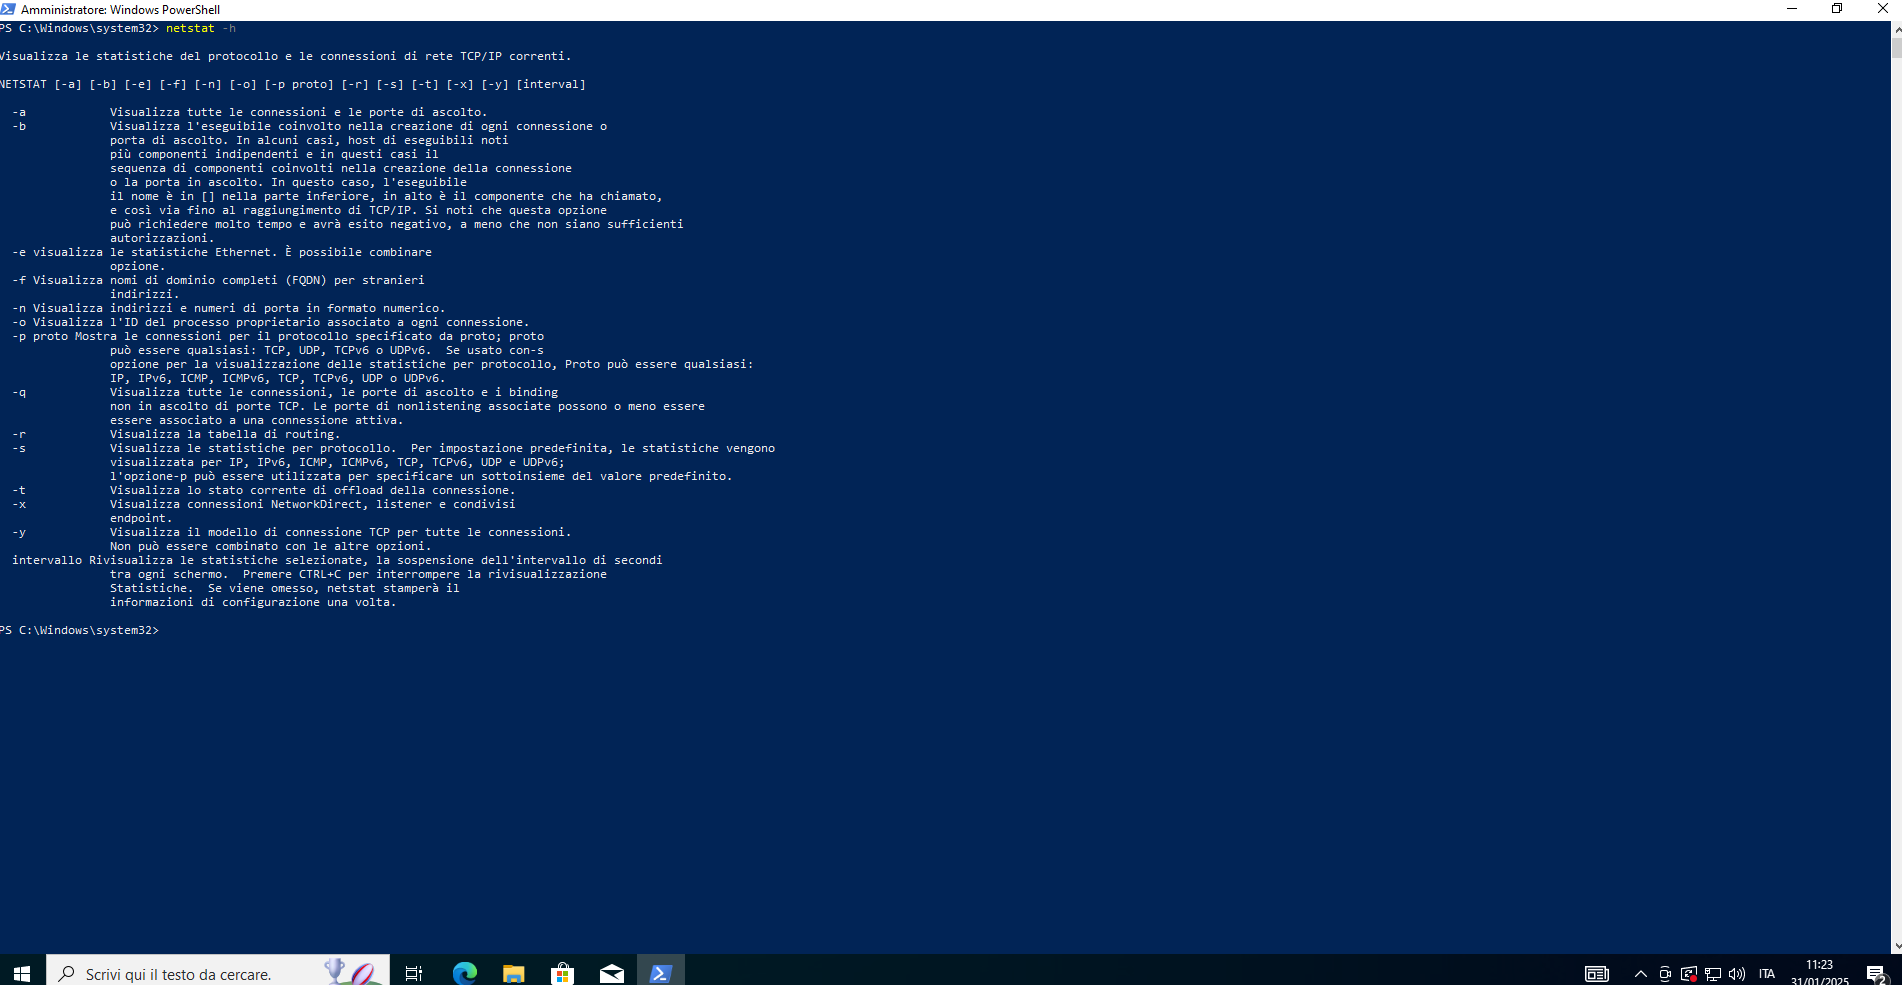 Amministratore: Windows PowerShell
PS C:\Windows\system32> netstat -h
Visualizza le statistiche del protocollo e le connessioni di rete TCP/IP correnti.
NETSTAT [-a] [-b] [-e] [-f] [-n] [-o] [-p proto] [-r] [-s] [-t] [-x] [-y] [interval]
-a Visualizza tutte le connessioni e le porte di ascolto.
-b Visualizza l'eseguibile coinvolto nella creazione di ogni connessione o
porta di ascolto. In alcuni casi, host di eseguibili noti
più componenti indipendenti e in questi casi il
sequenza di componenti coinvolti nella creazione della connessione
o la porta in ascolto. In questo caso, l'eseguibile
il nome è in [] nella parte inferiore, in alto è il componente che ha chiamato,
e così via fino al raggiungimento di TCP/IP. Si noti che questa opzione
può richiedere molto tempo e avrà esito negativo, a meno che non siano sufficienti
autorizzazioni.
-e visualizza le statistiche Ethernet. È possibile combinare
opzione.
-f Visualizza nomi di dominio completi (FQDN) per stranieri
indirizzi.
-n Visualizza indirizzi e numeri di porta in formato numerico.
-o Visualizza l'ID del processo proprietario associato a ogni connessione.
-p proto Mostra le connessioni per il protocollo specificato da proto; proto
può essere qualsiasi: TCP, UDP, TCPv6 o UDPv6.  Se usato con-s
opzione per la visualizzazione delle statistiche per protocollo, Proto può essere qualsiasi:
IP, IPv6, ICMP, ICMPv6, TCP, TCPv6, UDP o UDPv6.
-q Visualizza tutte le connessioni, le porte di ascolto e i binding
non in ascolto di porte TCP. Le porte di nonlistening associate possono o meno essere
essere associato a una connessione attiva.
-r Visualizza la tabella di routing.
-s Visualizza le statistiche per protocollo.  Per impostazione predefinita, le statistiche vengono
visualizzata per IP, IPv6, ICMP, ICMPv6, TCP, TCPv6, UDP e UDPv6;
l'opzione-p può essere utilizzata per specificare un sottoinsieme del valore predefinito.
-t Visualizza lo stato corrente di offload della connessione.
-x Visualizza connessioni NetworkDirect, listener e condivisi
endpoint.
-y Visualizza il modello di connessione TCP per tutte le connessioni.
Non può essere combinato con le altre opzioni.
intervallo Rivisualizza le statistiche selezionate, la sospensione dell'intervallo di secondi
tra ogni schermo.  Premere CTRL+C per interrompere la rivisualizzazione
Statistiche.  Se viene omesso, netstat stamperà il
informazioni di configurazione una volta.
PS C:\Windows\system32>
Scrivi qui il testo da cercare.
ITA
11:23
31/01/2025
2